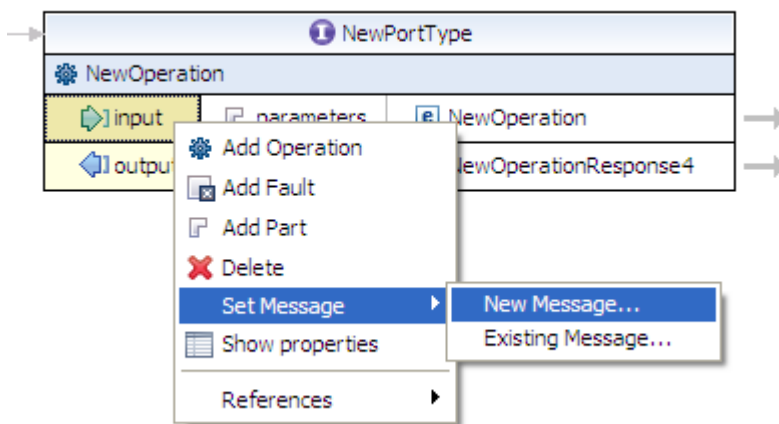 NewPortType
NewOperation
input parameters e NewOperation
output NewOperationResponse4
Add Operation
Add Fault
Add Part
Delete
Set Message
Show properties
References
New Message...
Existing Message...